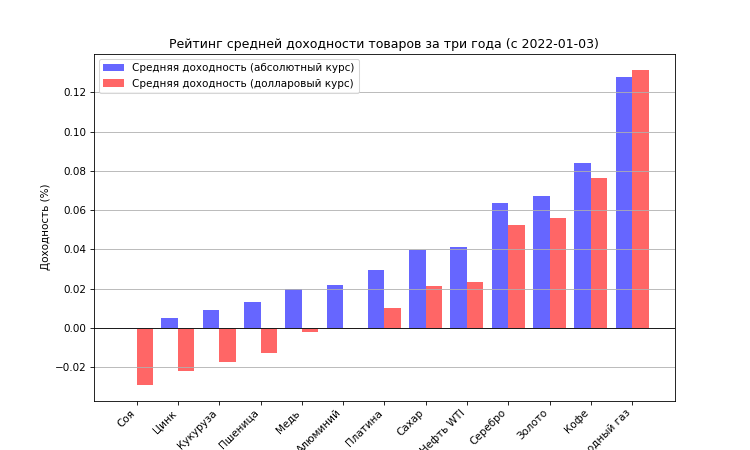 Рейтинг средней доходности товаров за три года (с 2022-01-03)
Средняя доходность (абсолютный курс)
Средняя доходность (долларовый курс)
Доходность (%)
0.12
0.10
0.08
0.06
0.04
0.02
0.00
−0.02
Соя
Цинк
Кукуруза
Пшеница
Медь
Алюминий
Платина
Сахар
Нефть WTI
Серебро
Золото
Кофе
газ